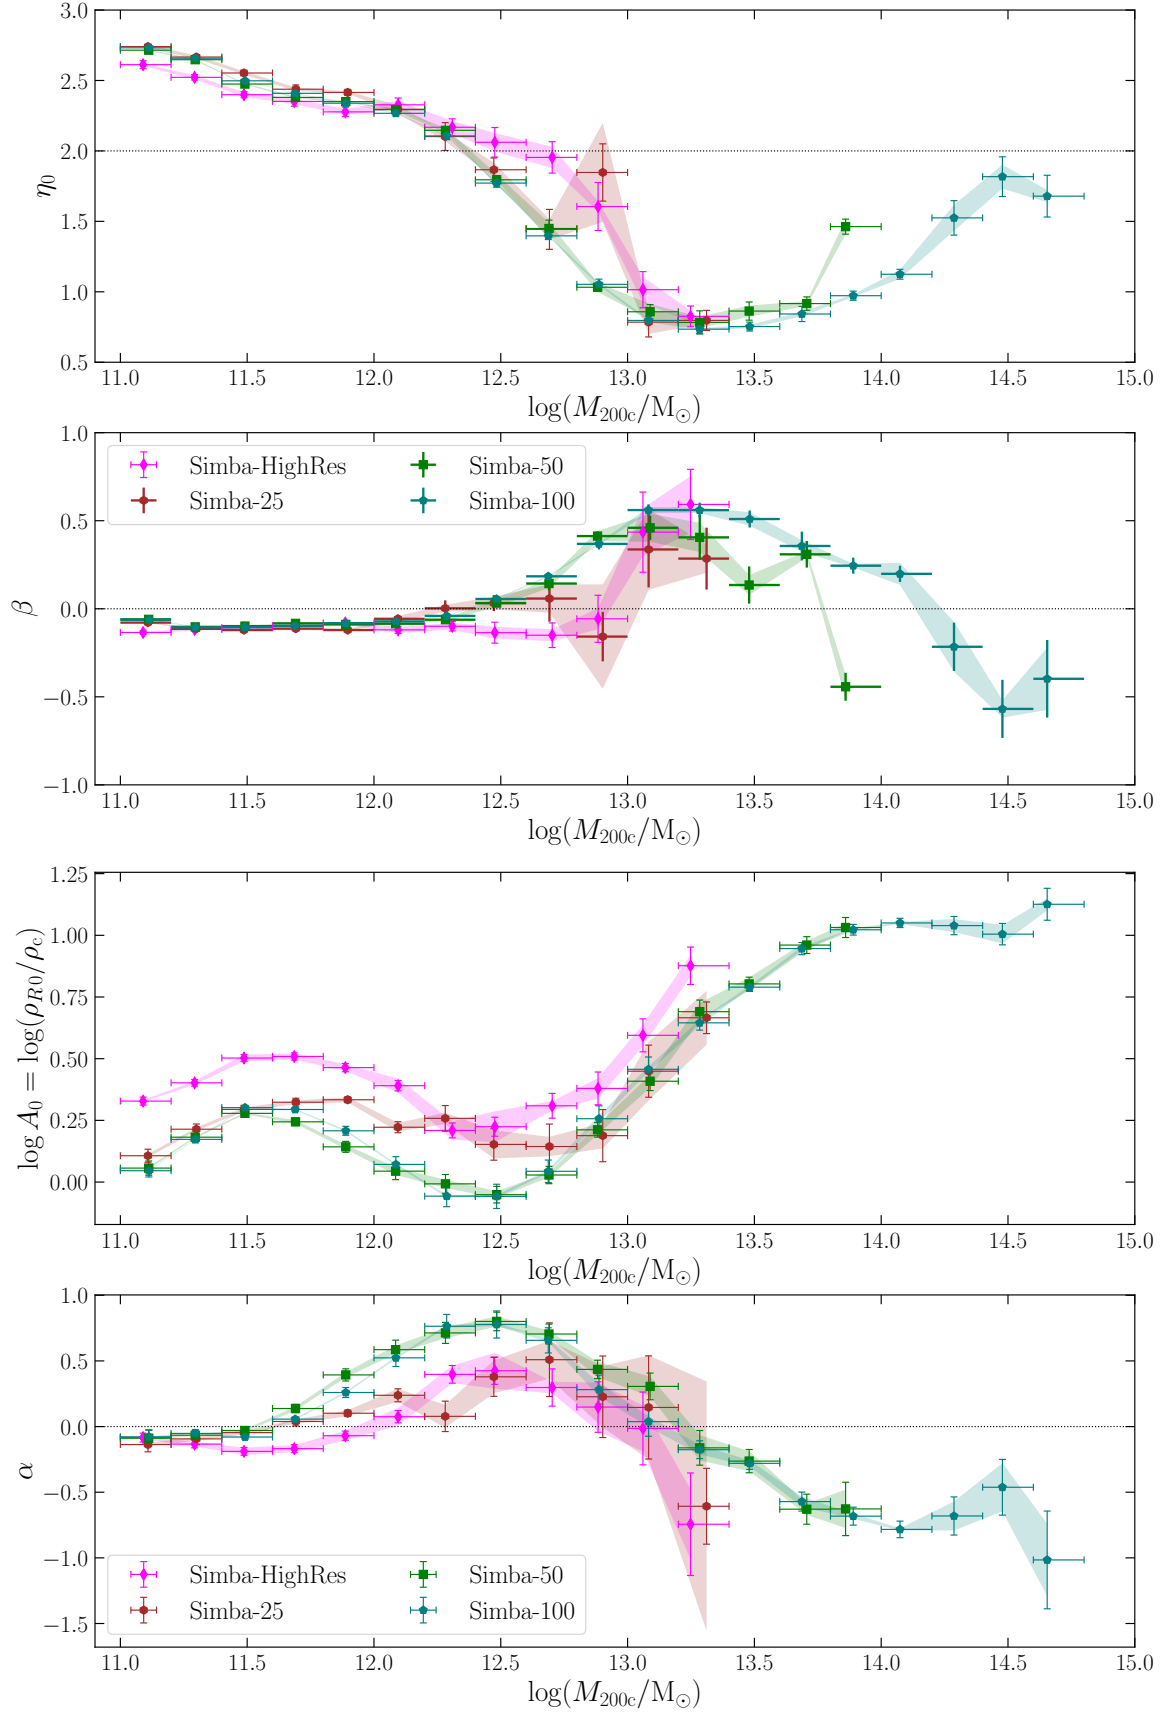 3.0
2.5
2.0
1.5
1.0
0.5
η0
11.0 11.5 12.0 12.5 13.0 13.5 14.0 14.5 15.0
log(M200c/M⊙)
1.0
0.5
0.0
−0.5
−1.0
β
Simba-HighRes Simba-50
Simba-25 Simba-100
11.0 11.5 12.0 12.5 13.0 13.5 14.0 14.5 15.0
log(M200c/M⊙)
1.25
1.00
0.75
0.50
0.25
0.00
log A0 = log(ρR0/ρc)
11.0 11.5 12.0 12.5 13.0 13.5 14.0 14.5 15.0
log(M200c/M⊙)
1.0
0.5
0.0
−0.5
−1.0
−1.5
α
Simba-HighRes Simba-50
Simba-25 Simba-100
11.0 11.5 12.0 12.5 13.0 13.5 14.0 14.5 15.0
log(M200c/M⊙)